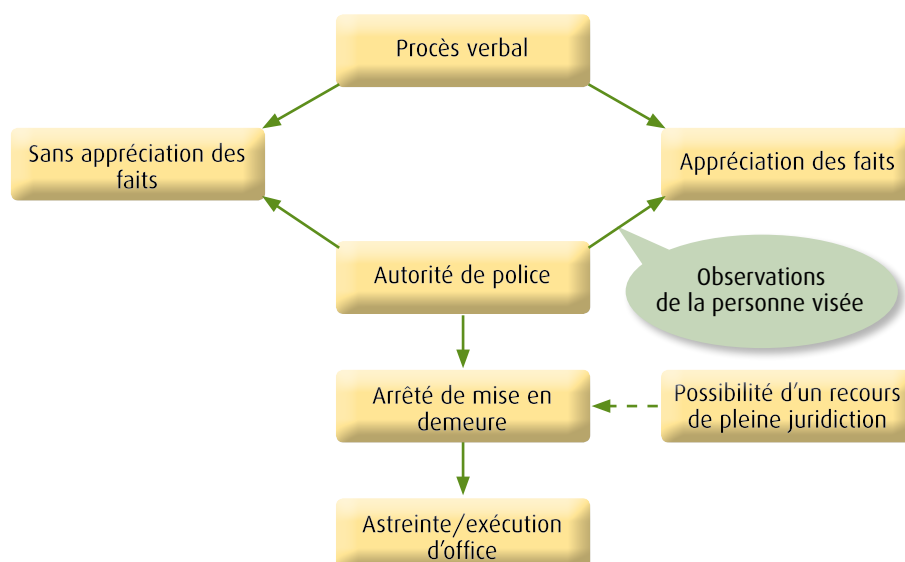 Procès verbal
Sans appréciation des
faits
Appréciation des faits
Autorité de police
Observations
de la personne visée
Arrêté de mise en
demeure
Possibilité d'un recours
de pleine juridiction
Astreinte/exécution
d'office